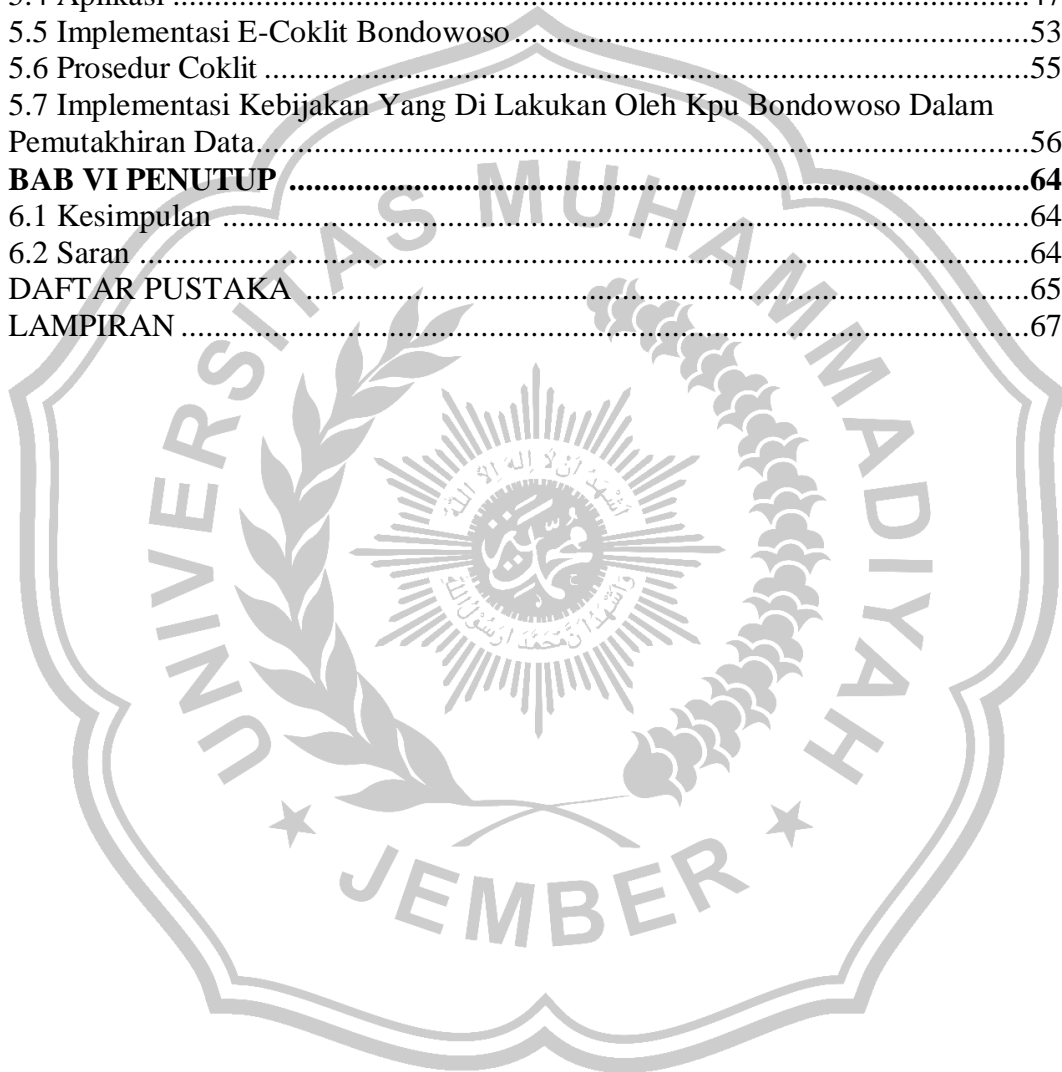 5.5 Implementasi E-Coklit Bondowoso ........................................................................53
5.6 Prosedur Coklit ........................................................................55
5.7 Implementasi Kebijakan Yang Di Lakukan Oleh Kpu Bondowoso Dalam
Pemutakhiran Data........................................................................56
BAB VI PENUTUP ........................................................................64
6.1 Kesimpulan ........................................................................64
6.2 Saran ........................................................................64
DAFTAR PUSTAKA ........................................................................65
LAMPIRAN ........................................................................67
UNIVERSITAS MUHAMMADIYAH
JEMBER